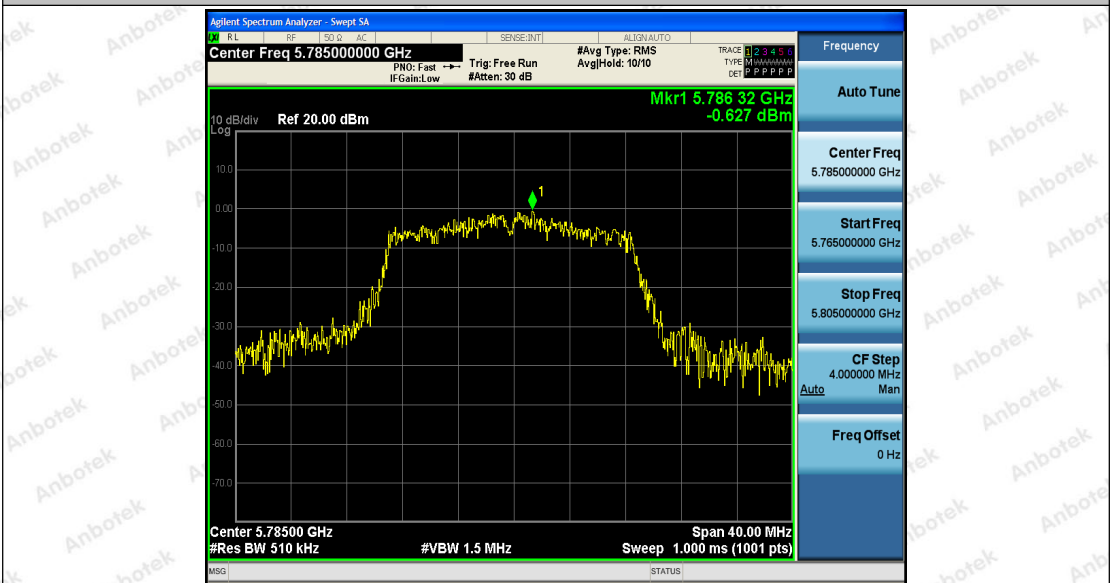 Agilent Spectrum Analyzer - Swept SA
RL RF 50 Ω AC SENSE:INT ALIGNAUTO
Center Freq 5.785000000 GHz
PNO: Fast
IFGain:Low
Trig: Free Run
#Atten: 30 dB
#Avg Type: RMS
Avg|Hold: 10/10
TRACE 1 2 3 4 5 6
TYPE M
DET P P P P P P
Mkr1 5.786 32 GHz
-0.627 dBm
10 dB/div Ref 20.00 dBm
Log
10.0
0.00
-10.0
-20.0
-30.0
-40.0
-50.0
-60.0
-70.0
1
Center 5.78500 GHz Span 40.00 MHz
#Res BW 510 kHz #VBW 1.5 MHz Sweep 1.000 ms (1001 pts)
MSG STATUS
Frequency
Auto Tune
Center Freq
5.785000000 GHz
Start Freq
5.765000000 GHz
Stop Freq
5.805000000 GHz
CF Step
4.000000 MHz
Auto Man
Freq Offset
0 Hz
Anbotek